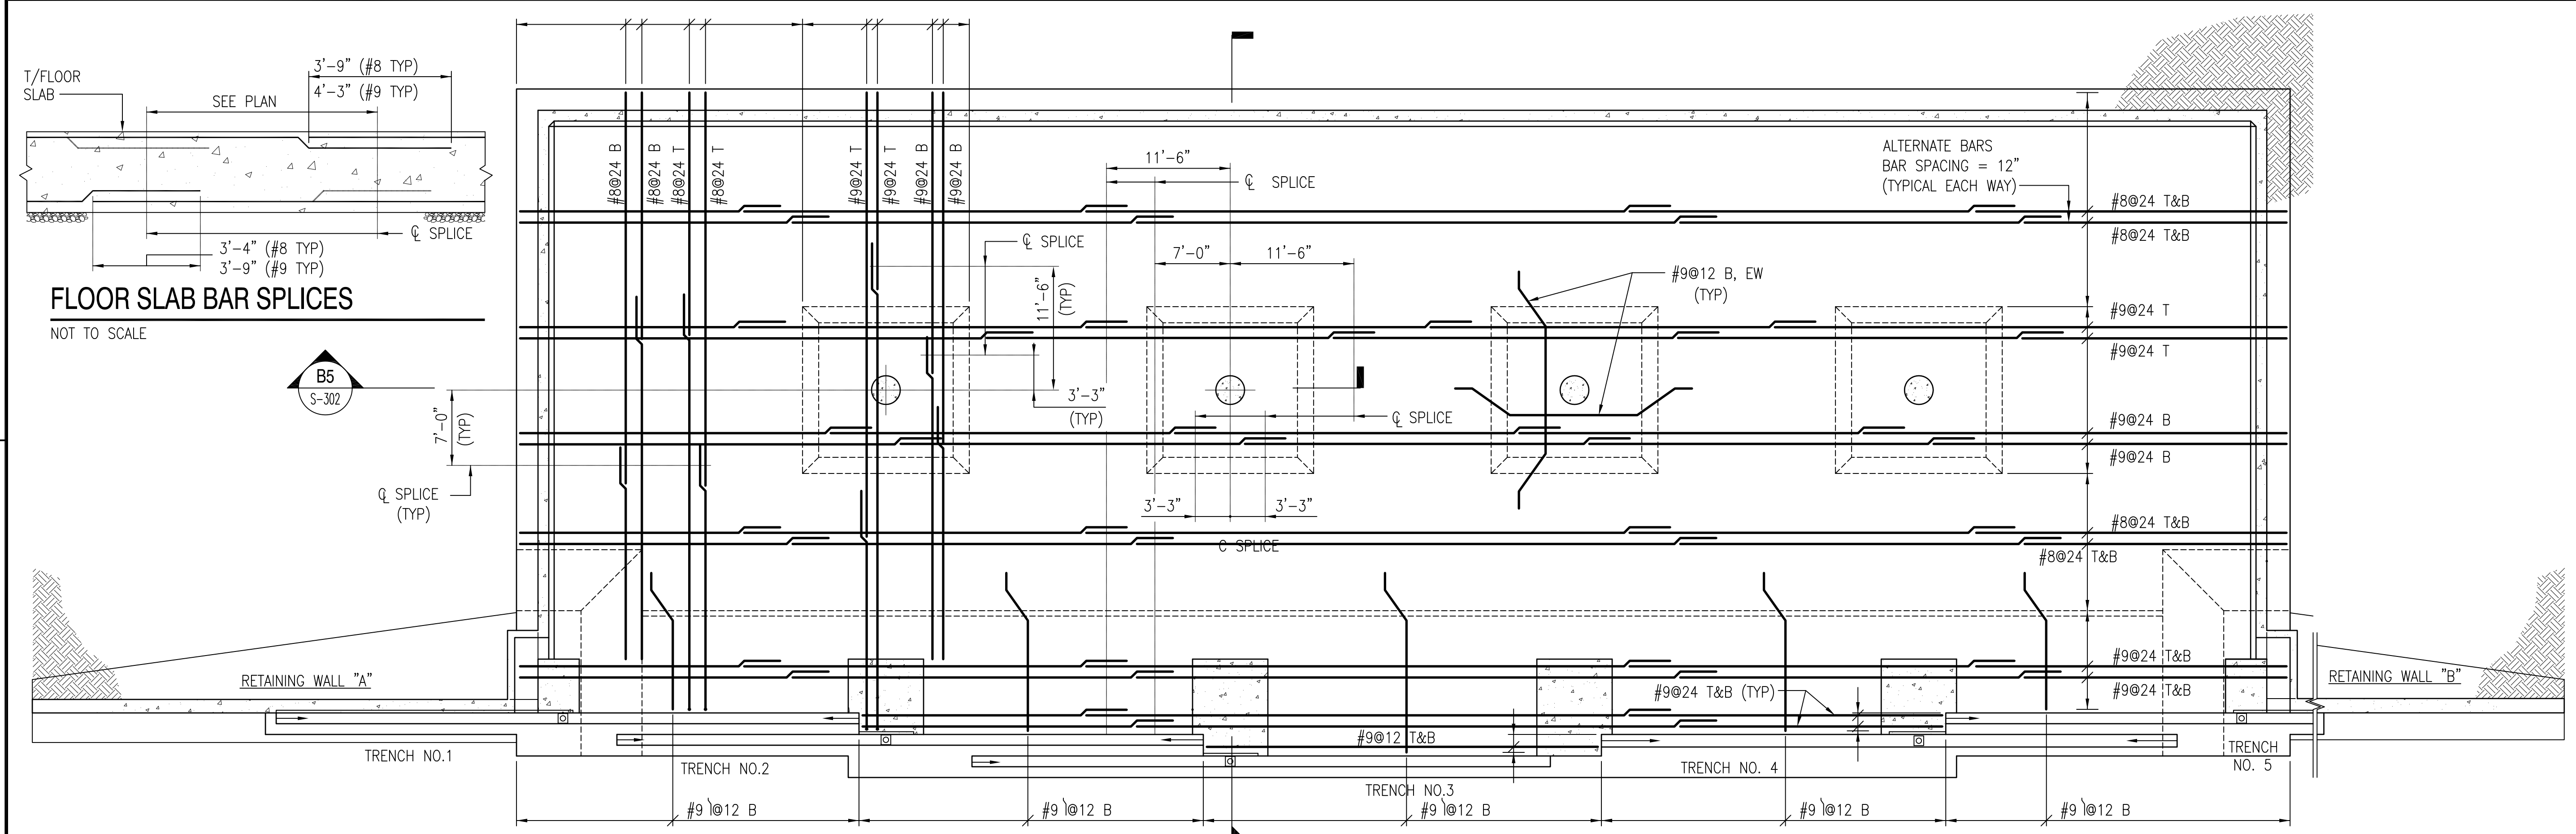 T/FLOOR
SLAB
SEE PLAN
3'-9" (#8 TYP)
4'-3" (#9 TYP)
℄ SPLICE
3'-4" (#8 TYP)
3'-9" (#9 TYP)
FLOOR SLAB BAR SPLICES
NOT TO SCALE
B5
S-302
#8@24 B
#8@24 B
#8@24 T
#8@24 T
#9@24 T
#9@24 T
#9@24 B
#9@24 B
11'-6"
℄ SPLICE
ALTERNATE BARS
BAR SPACING = 12"
(TYPICAL EACH WAY)
#8@24 T&B
#8@24 T&B
℄ SPLICE
11'-6"
(TYP)
7'-0"
11'-6"
#9@12 B, EW
(TYP)
#9@24 T
#9@24 T
3'-3"
(TYP)
℄ SPLICE
7'-0"
(TYP)
℄ SPLICE
(TYP)
#9@24 B
#9@24 B
3'-3"
3'-3"
C SPLICE
#8@24 T&B
#8@24 T&B
RETAINING WALL "A"
#9@24 T&B
#9@24 T&B
#9@24 T&B (TYP)
RETAINING WALL "B"
#9@12 T&B
TRENCH NO.1
TRENCH NO.2
TRENCH NO.3
TRENCH NO. 4
TRENCH
NO. 5
#9 @12 B
#9 @12 B
#9 @12 B
#9 @12 B
#9 @12 B